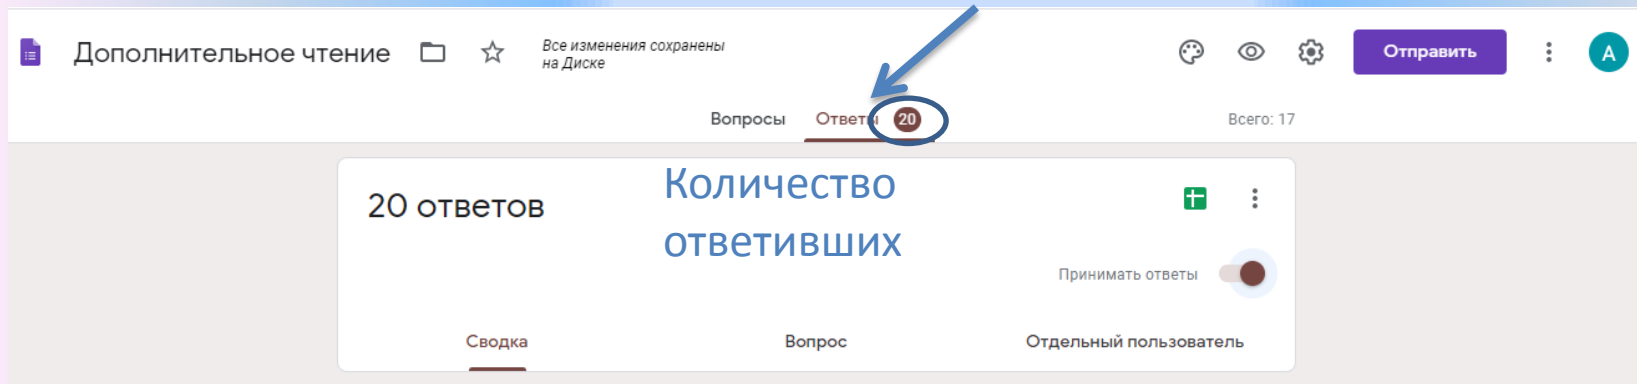 Дополнительное чтение
Все изменения сохранены
на Диске
Отправить
А
Вопросы Ответы 20
Всего: 17
20 ответов
Количество
ответивших
Принимать ответы
Сводка Вопрос Отдельный пользователь